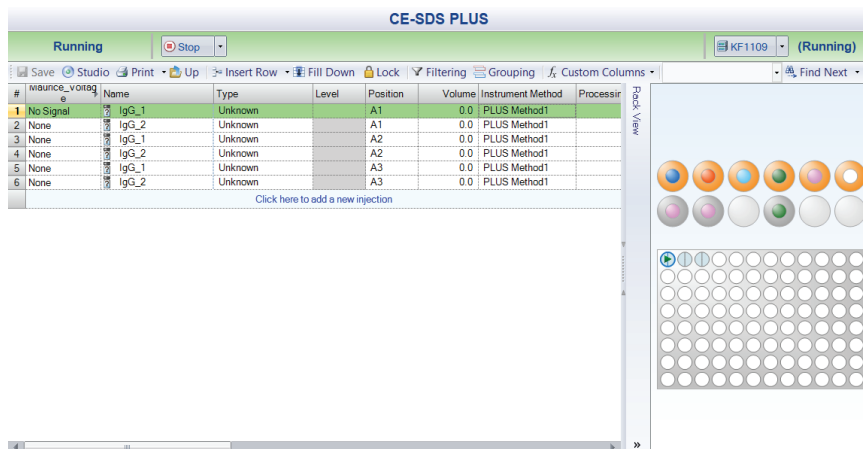 CE-SDS PLUS
Running Stop KF1109 (Running)
Save Studio Print Up Insert Row Fill Down Lock Filtering Grouping fx Custom Columns Find Next
# Maurice_Voltag e Name Type Level Position Volume Instrument Method Processin
1 No Signal IgG_1 Unknown A1 0.0 PLUS Method1
2 None IgG_2 Unknown A1 0.0 PLUS Method1
3 None IgG_1 Unknown A2 0.0 PLUS Method1
4 None IgG_2 Unknown A2 0.0 PLUS Method1
5 None IgG_1 Unknown A3 0.0 PLUS Method1
6 None IgG_2 Unknown A3 0.0 PLUS Method1
Click here to add a new injection
Rack View